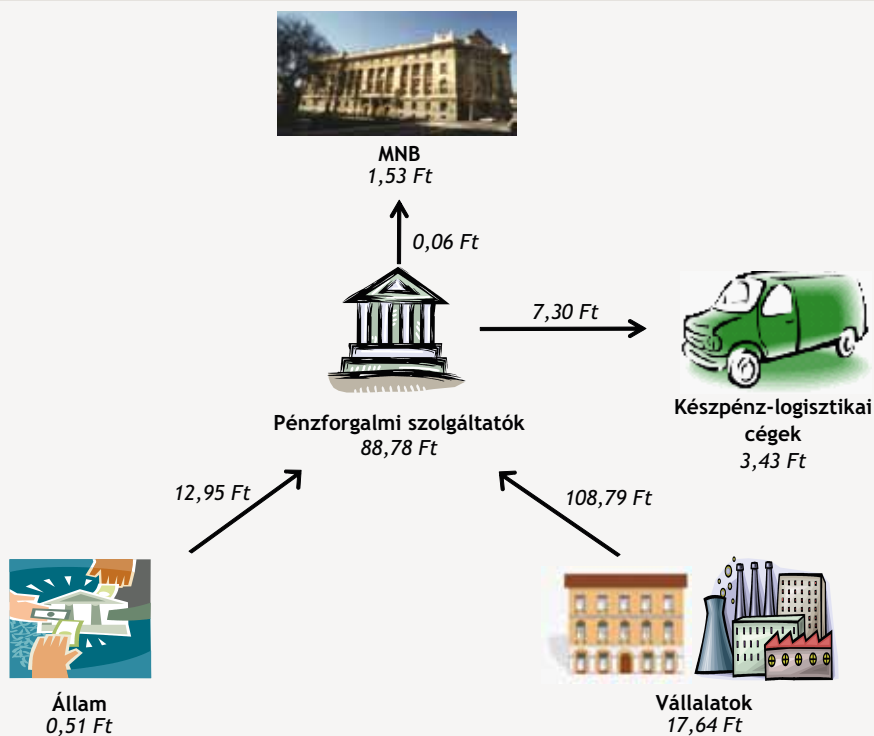 MNB
1,53 Ft
0,06 Ft
7,30 Ft
Készpénz-logisztikai
cégek
3,43 Ft
Pénzforgalmi szolgáltatók
88,78 Ft
12,95 Ft
108,79 Ft
Állam
0,51 Ft
Vállalatok
17,64 Ft